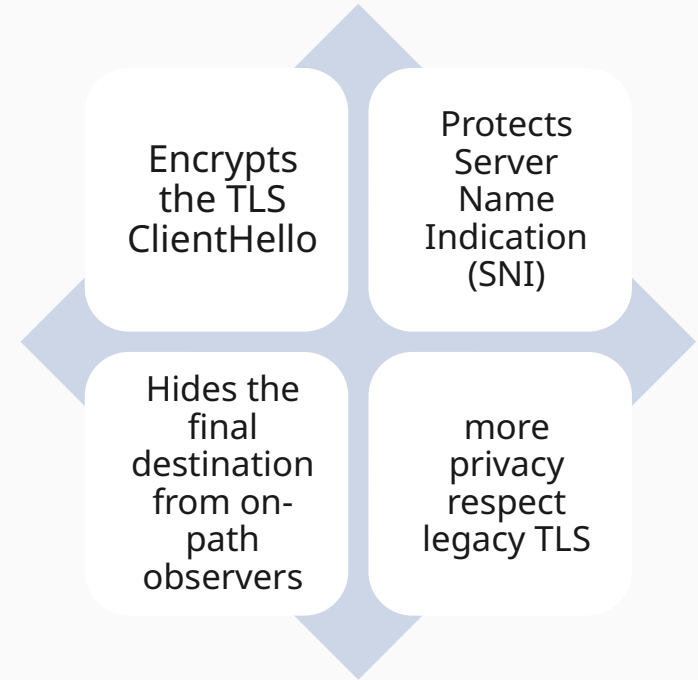 Encrypts
the TLS
ClientHello
Protects
Server
Name
Indication
(SNI)
Hides the
final
destination
from on-
path
observers
more
privacy
respect
legacy TLS